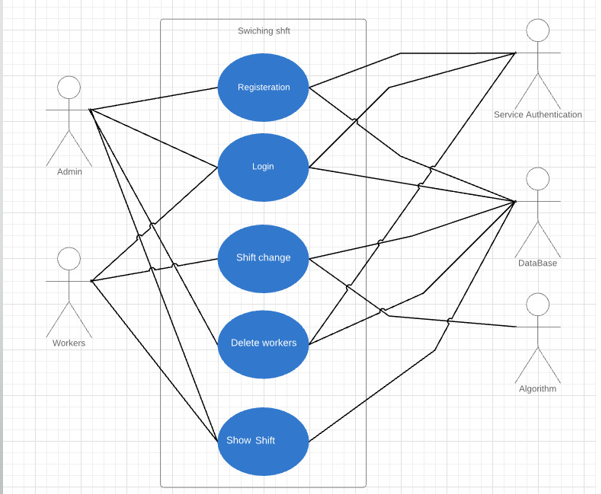 Swiching shft
Registeration
Service Authentication
Login
Admin
Shift change
DataBase
Workers
Delete workers
Algorithm
Show Shift